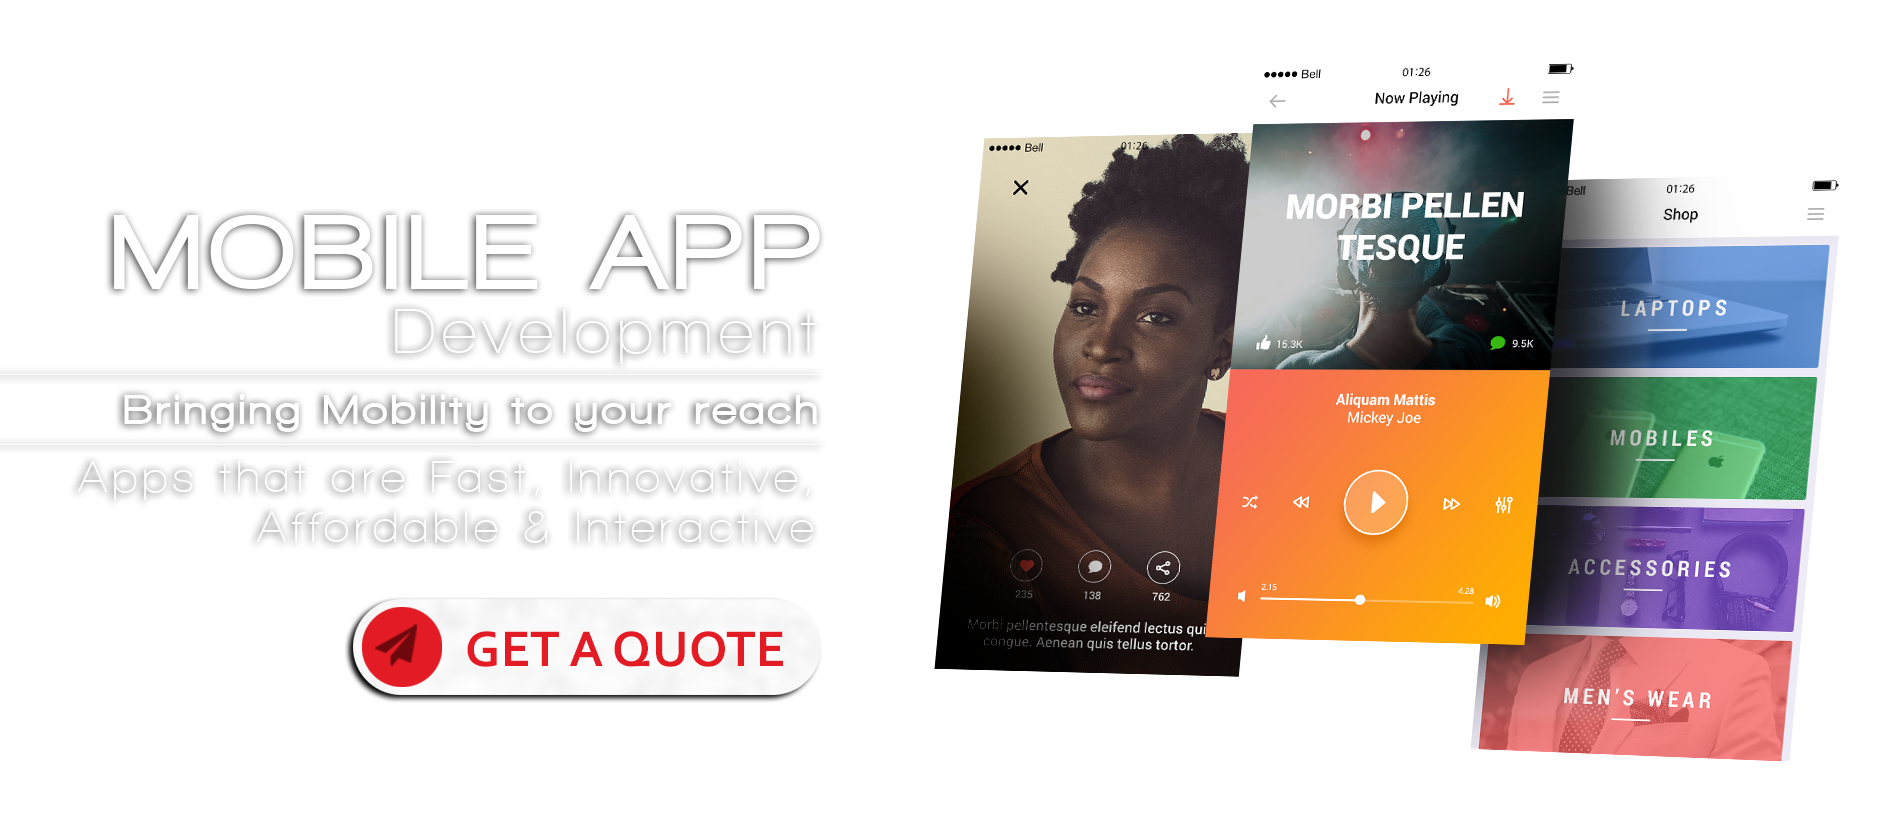 MOBILE APP
Development
Bringing Mobility to your reach
Apps that are Fast, Innovative,
Affordable & Interactive
GET A QUOTE
Bell 01:26
235 138 762
Morbi pellentesque eleifend lectus qui
congue. Aenean quis tellus tortor.
Bell 01:26
Now Playing
MORBI PELLEN
TESQUE
15.3K 9.5K
Aliquam Mattis
Mickey Joe
2.15 4.28
Bell 01:26
Shop
LAPTOPS
MOBILES
ACCESSORIES
MEN'S WEAR